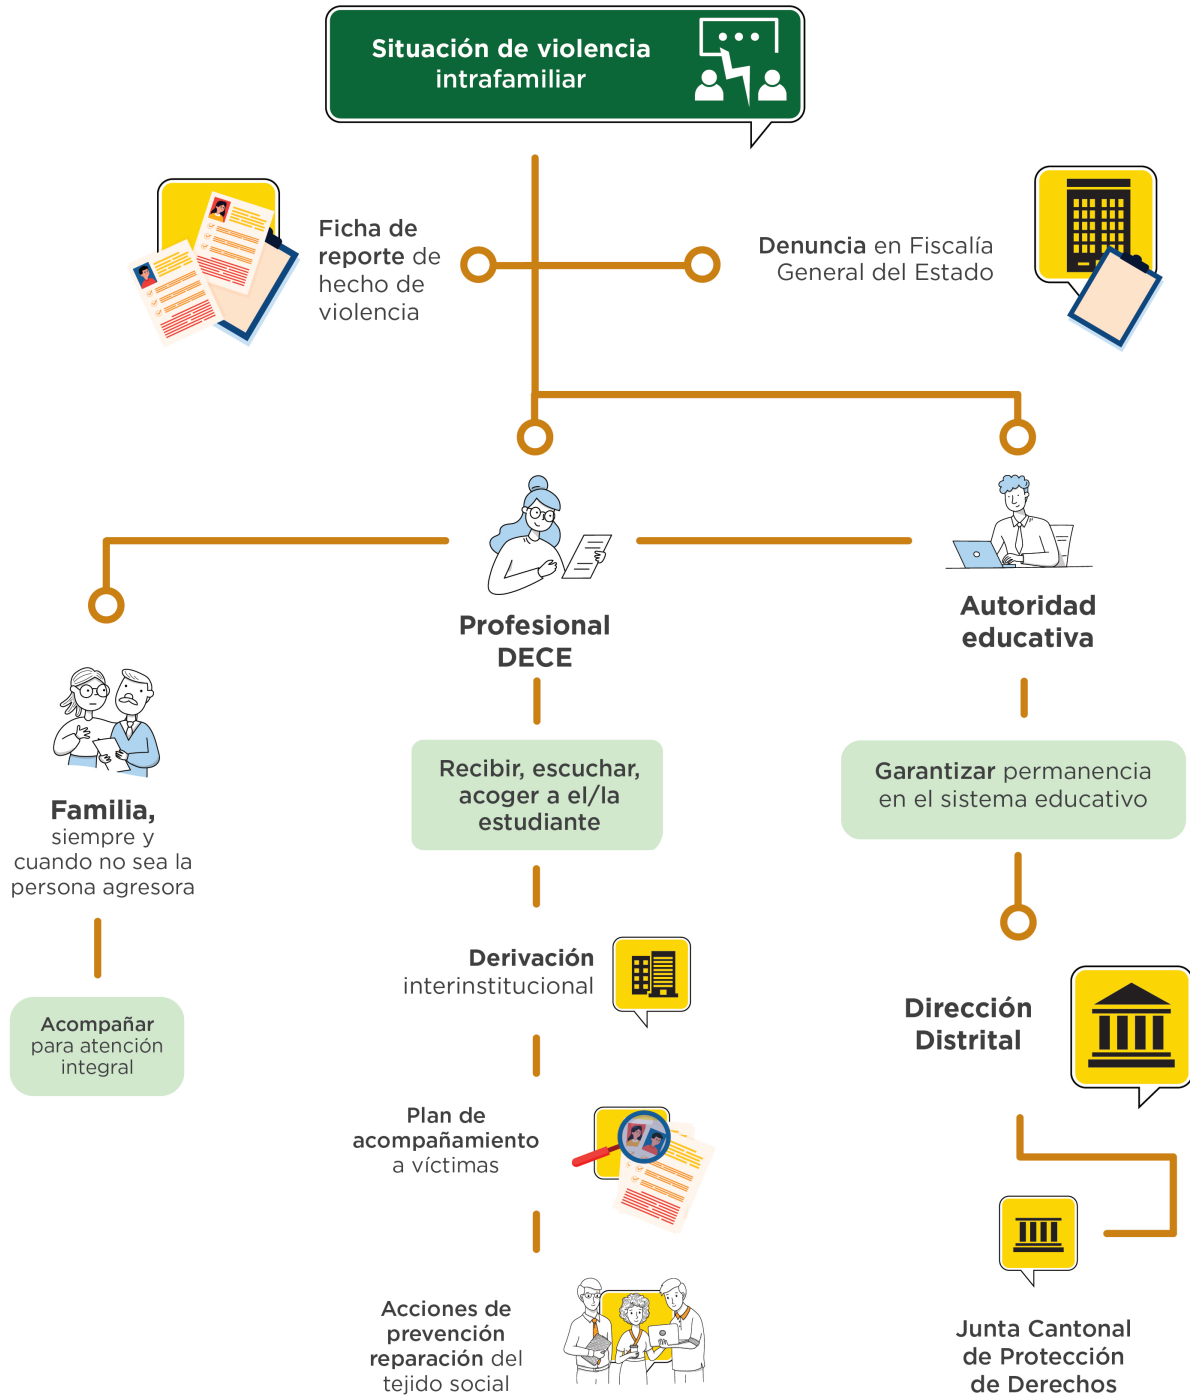 Situación de violencia
intrafamiliar
Ficha de
reporte de
hecho de
violencia
Denuncia en Fiscalía
General del Estado
Profesional
DECE
Autoridad
educativa
Familia,
siempre y
cuando no sea la
persona agresora
Recibir, escuchar,
acoger a el/la
estudiante
Garantizar permanencia
en el sistema educativo
Acompañar
para atención
integral
Derivación
interinstitucional
Dirección
Distrital
Plan de
acompañamiento
a víctimas
Acciones de
prevención
reparación del
tejido social
Junta Cantonal
de Protección
de Derechos